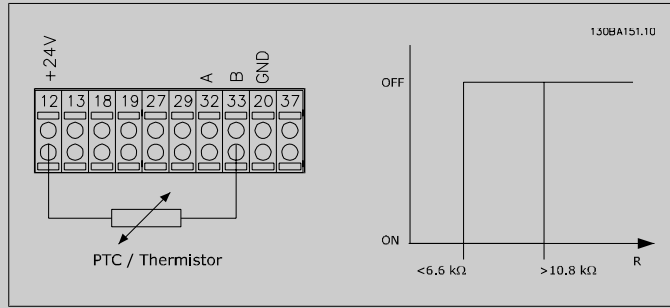 130BA151.10
+24V
A
B
GND
12 13 18 19 27 29 32 33 20 37
PTC / Thermistor
OFF
ON
R
<6.6 kΩ
>10.8 kΩ